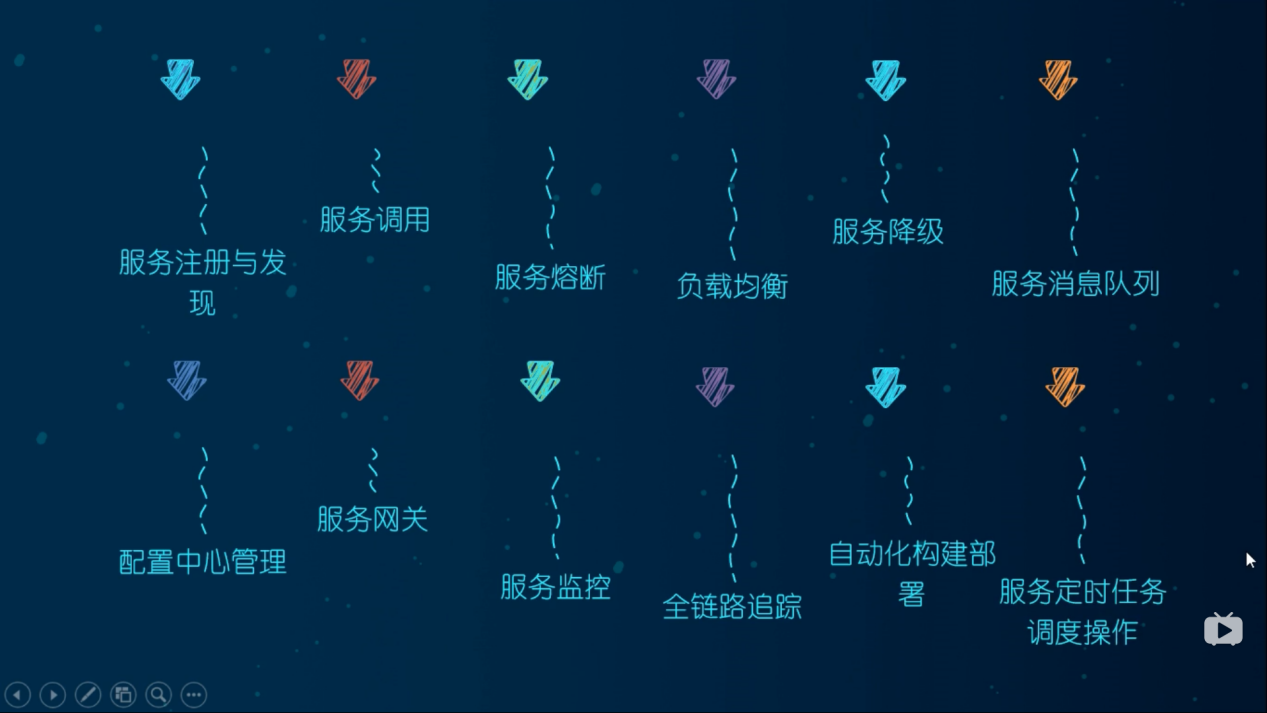 服务注册与发
现
服务调用
服务熔断
负载均衡
服务降级
服务消息队列
配置中心管理
服务网关
服务监控
全链路追踪
自动化构建部
署
服务定时任务
调度操作